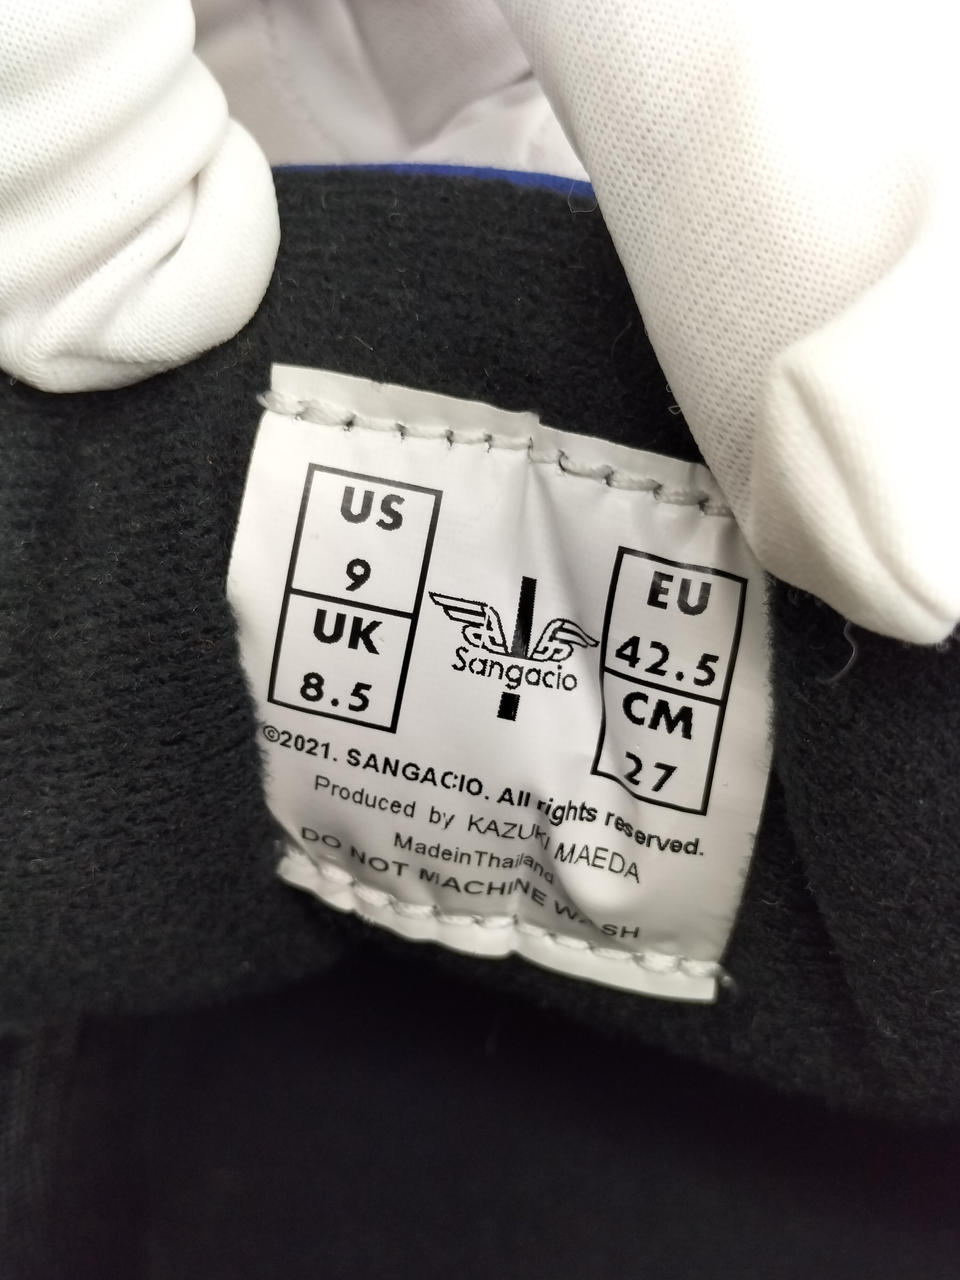 US
9
UK
8.5
Sangacio
EU
42.5
CM
27
©2021. SANGACIO. All rights reserved.
Produced by KAZUKI MAEDA
MadeinThailand
DO NOT MACHINE WASH